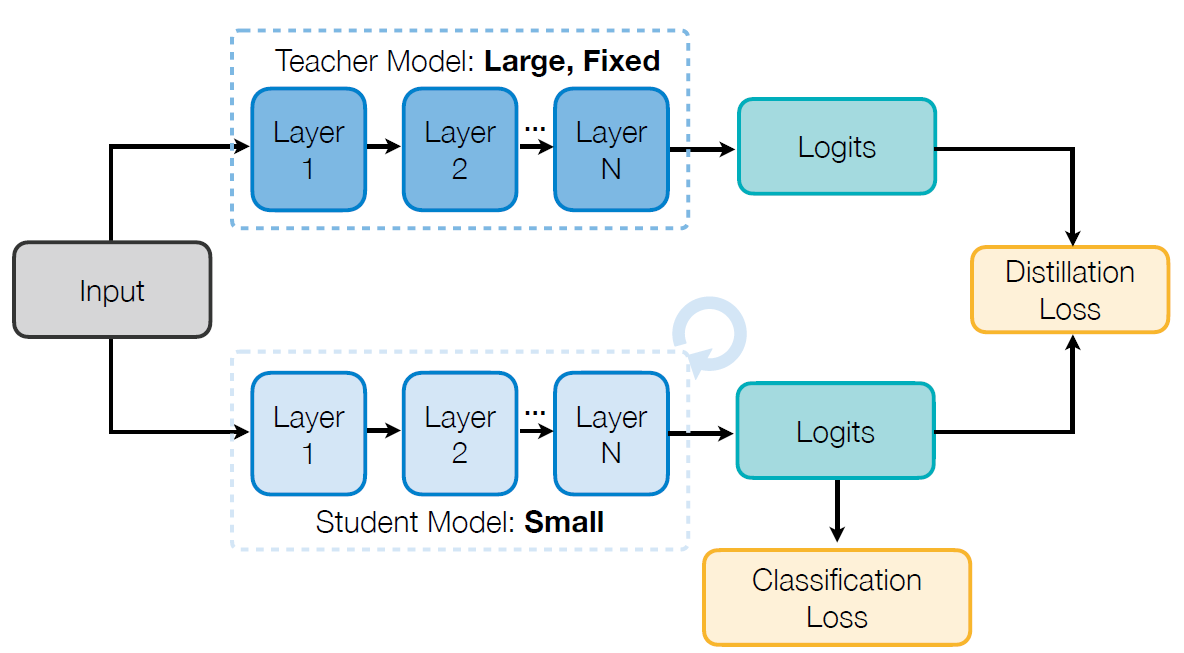 Teacher Model: Large, Fixed
Layer
1
Layer
2
...
Layer
N
Logits
Input
Distillation
Loss
Layer
1
Layer
2
...
Layer
N
Logits
Student Model: Small
Classification
Loss